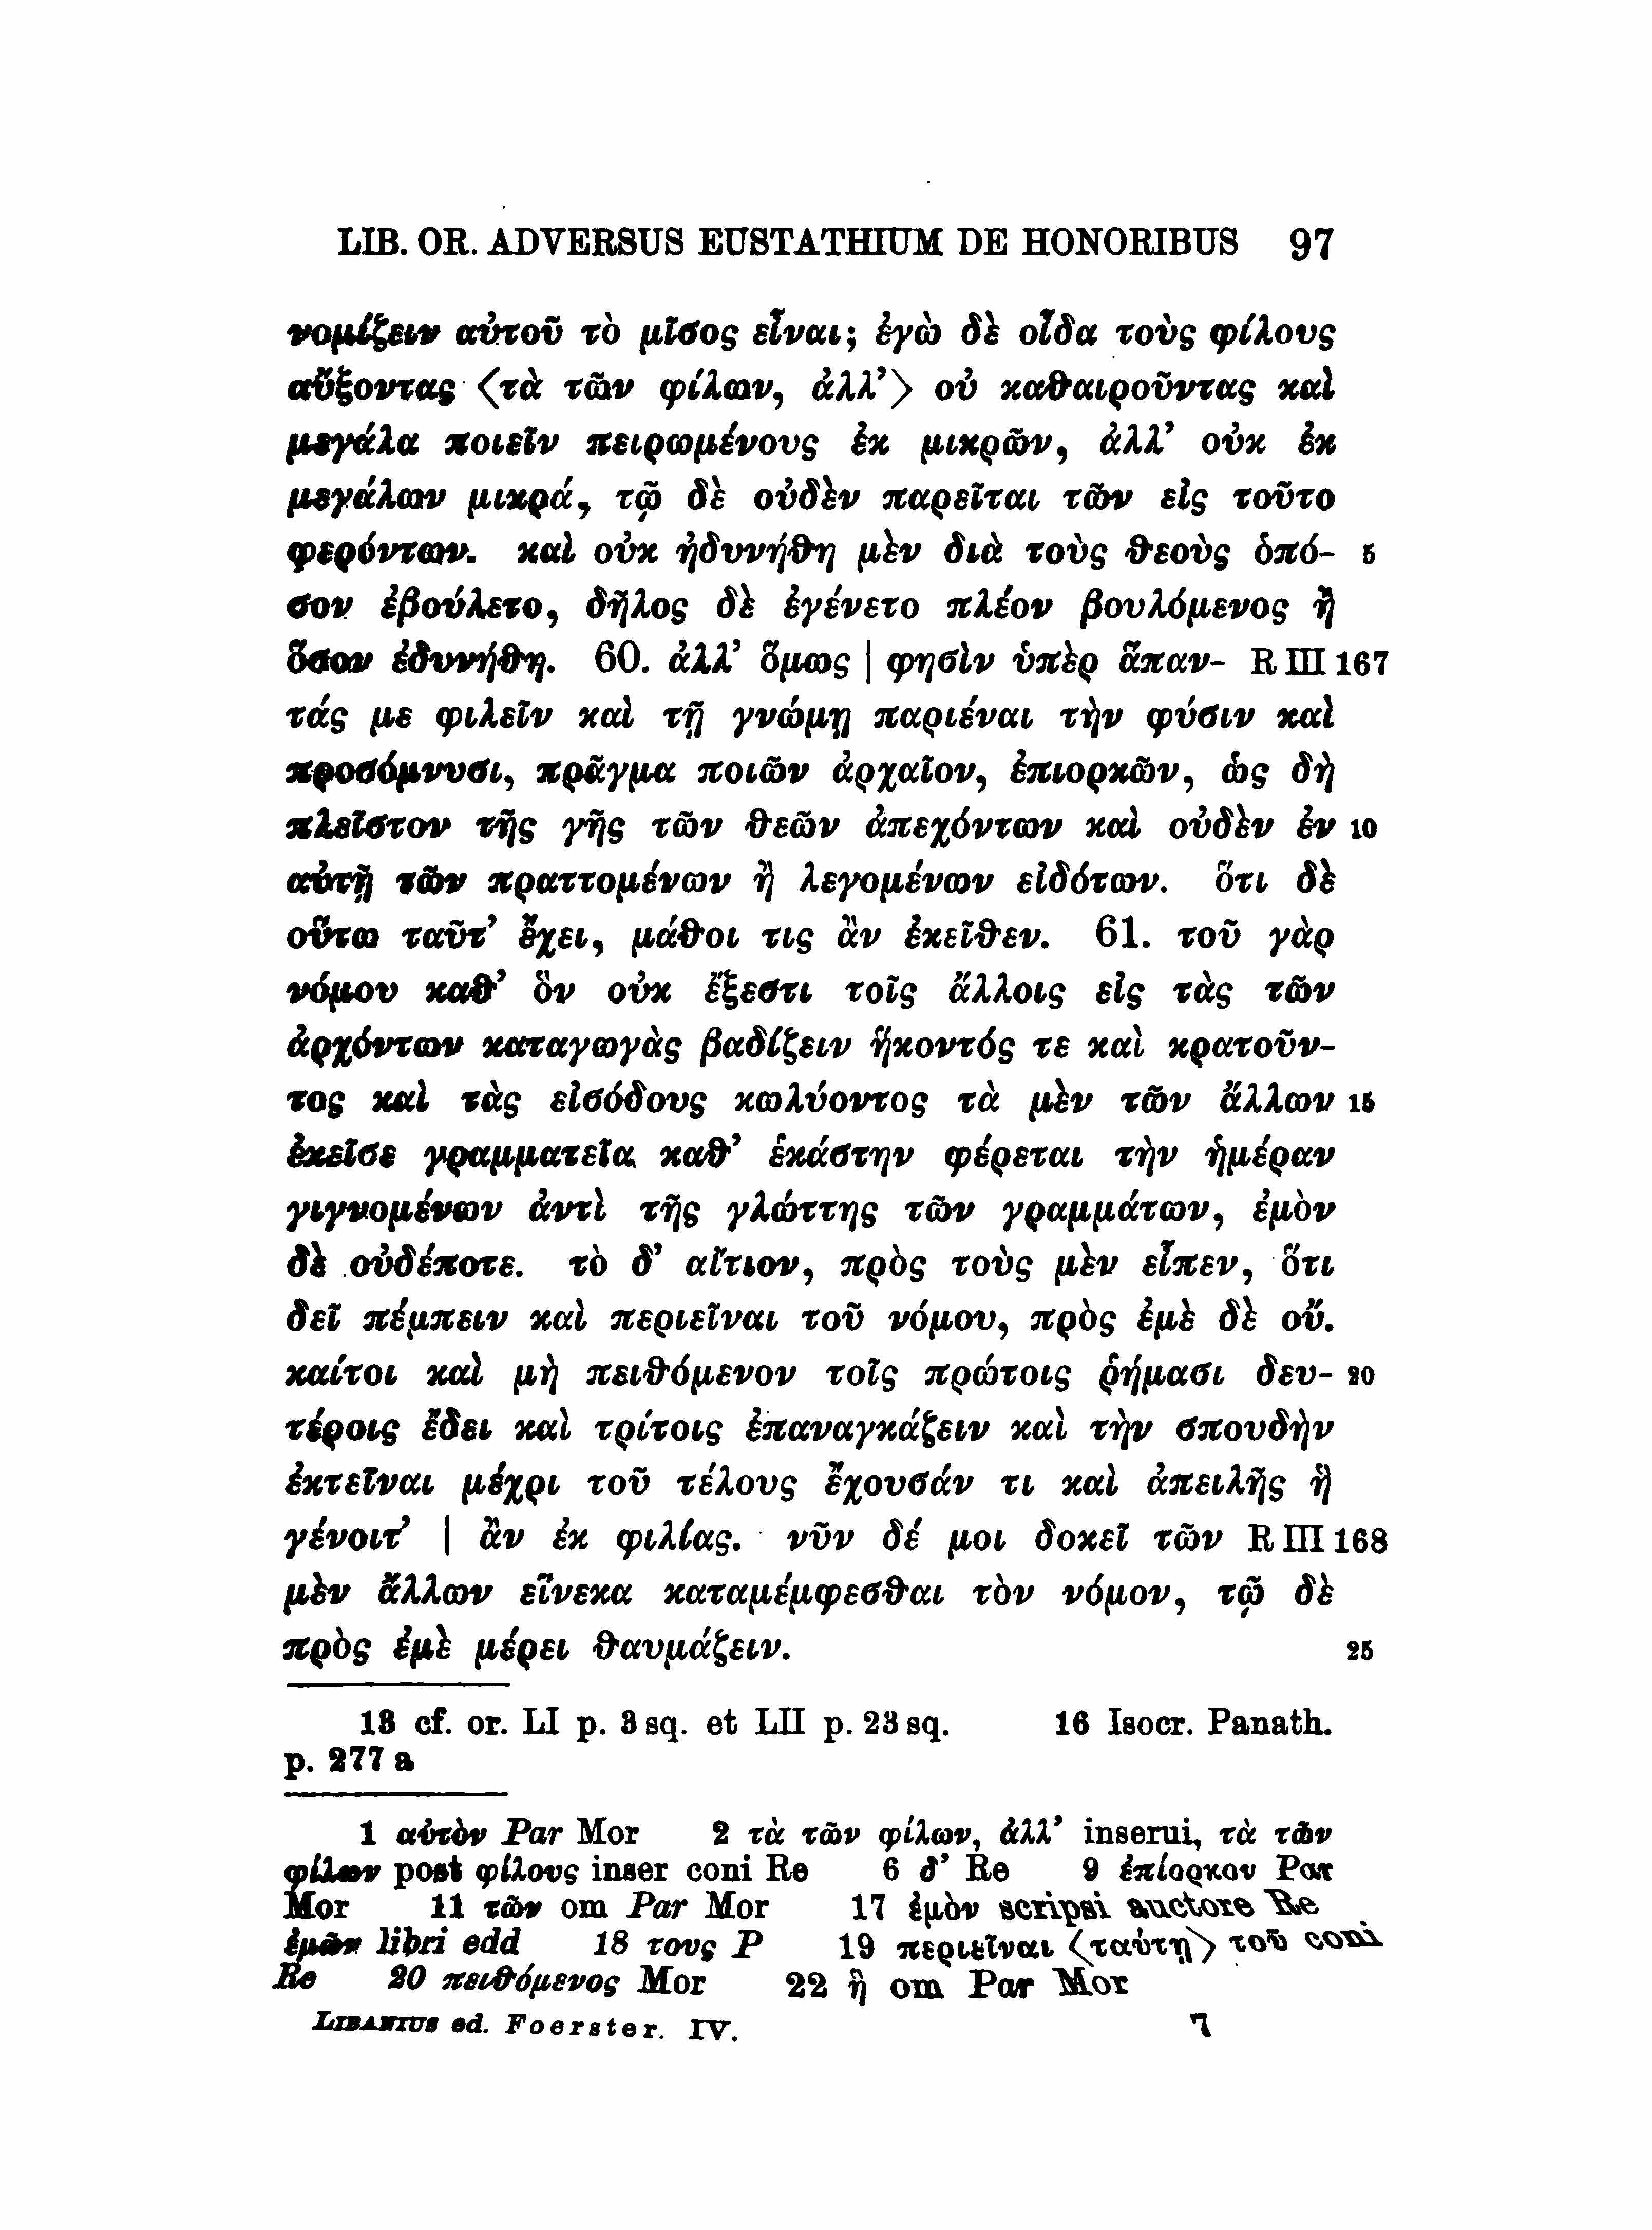 LIB. OR. ADVERSUS EUSTATHIUM DE HONORIBUS 97
νομίζειν αὐτοῦ τὸ μῖσος εἶναι; ἐγὼ δὲ οἶδα τοὺς φίλους
αὔξοντας ⟨τὰ τῶν φίλων, ἀλλ’⟩ οὐ καθαιροῦντας καὶ
μεγάλα ποιεῖν πειρωμένους ἐκ μικρῶν, ἀλλ’ οὐκ ἐκ
μεγάλων μικρά, τῷ δὲ οὐδὲν παρεῖται τῶν εἰς τοῦτο
φερόντων. καὶ οὐκ ἠδυνήθη μὲν διὰ τοὺς θεοὺς ὁπό- 5
σον ἐβούλετο, δῆλος δὲ ἐγένετο πλέον βουλόμενος ἢ
ὅσον ἐδυνήθη. 60. ἀλλ’ ὅμως | φησὶν ὑπὲρ ἅπαν- R III 167
τάς με φιλεῖν καὶ τῇ γνώμῃ παριέναι τὴν φύσιν καὶ
προσόμνυσι, πρᾶγμα ποιῶν ἀρχαῖον, ἐπιορκῶν, ὡς δὴ
πλεῖστον τῆς γῆς τῶν θεῶν ἀπεχόντων καὶ οὐδὲν ἐν 10
αὐτῇ τῶν πραττομένων ἢ λεγομένων εἰδότων. ὅτι δὲ
οὕτω ταῦτ’ ἔχει, μάθοι τις ἂν ἐκεῖθεν. 61. τοῦ γὰρ
νόμου καθ’ ὃν οὐκ ἔξεστι τοῖς ἄλλοις εἰς τὰς τῶν
ἀρχόντων καταγωγὰς βαδίζειν ἥκοντός τε καὶ κρατοῦν-
τος καὶ τὰς εἰσόδους κωλύοντος τὰ μὲν τῶν ἄλλων 15
ἐκεῖσε γραμματεῖα καθ’ ἑκάστην φέρεται τὴν ἡμέραν
γιγνομένων ἀντὶ τῆς γλώττης τῶν γραμμάτων, ἐμὸν
δὲ οὐδέποτε. τὸ δ’ αἴτιον, πρὸς τοὺς μὲν εἶπεν, ὅτι
δεῖ πέμπειν καὶ περιεῖναι τοῦ νόμου, πρὸς ἐμὲ δὲ οὔ.
καίτοι καὶ μὴ πειθόμενον τοῖς πρώτοις ῥήμασι δευ- 20
τέροις ἔδει καὶ τρίτοις ἐπαναγκάζειν καὶ τὴν σπουδὴν
ἐκτεῖναι μέχρι τοῦ τέλους ἔχουσάν τι καὶ ἀπειλῆς ἣ
γένοιτ’ | ἂν ἐκ φιλίας. νῦν δέ μοι δοκεῖ τῶν R III 168
μὲν ἄλλων εἵνεκα καταμέμφεσθαι τὸν νόμον, τῷ δὲ
πρὸς ἐμὲ μέρει θαυμάζειν. 25
13 cf. or. LI p. 3 sq. et LII p. 23 sq. 16 Isocr. Panath.
p. 277 a
1 αὐτὸν Par Mor 2 τὰ τῶν φίλων, ἀλλ’ inserui, τὰ τῶν
φίλων post φίλους inser coni Re 6 δ’ Re 9 ἐπίορκον Par
Mor 11 τῶν om Par Mor 17 ἐμὸν scripsi auctore Re
ἐμῶν libri edd 18 τους P 19 περιεῖναι ⟨ταύτῃ⟩ τοῦ coni
Re 20 πειθόμενος Mor 22 ἣ om Par Mor
LIBANIUS ed. Foerster. IV. 7